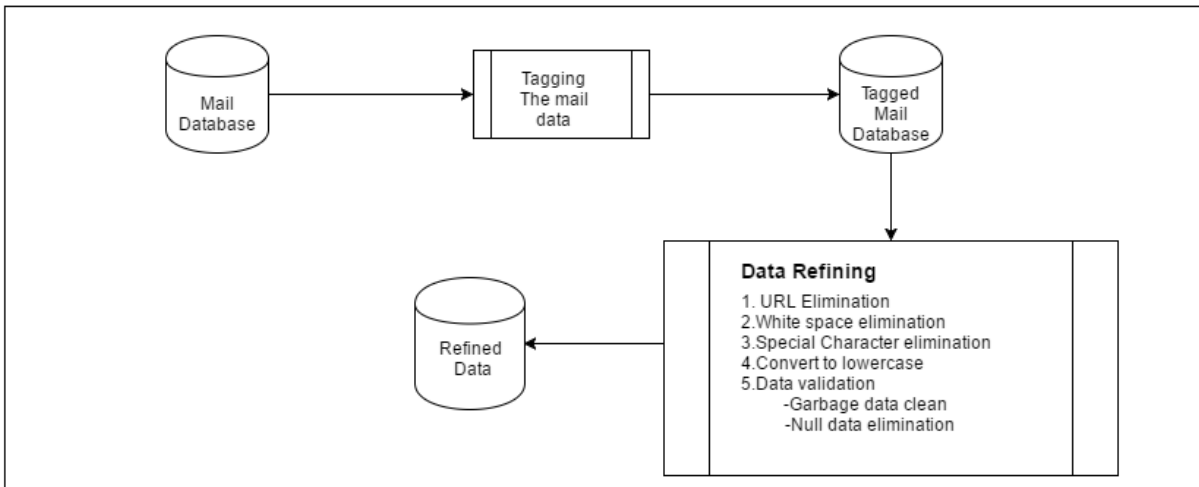 Mail
Database
Tagging
The mail
data
Tagged
Mail
Database
Data Refining
1. URL Elimination
2.White space elimination
3.Special Character elimination
4.Convert to lowercase
5.Data validation
-Garbage data clean
-Null data elimination
Refined
Data